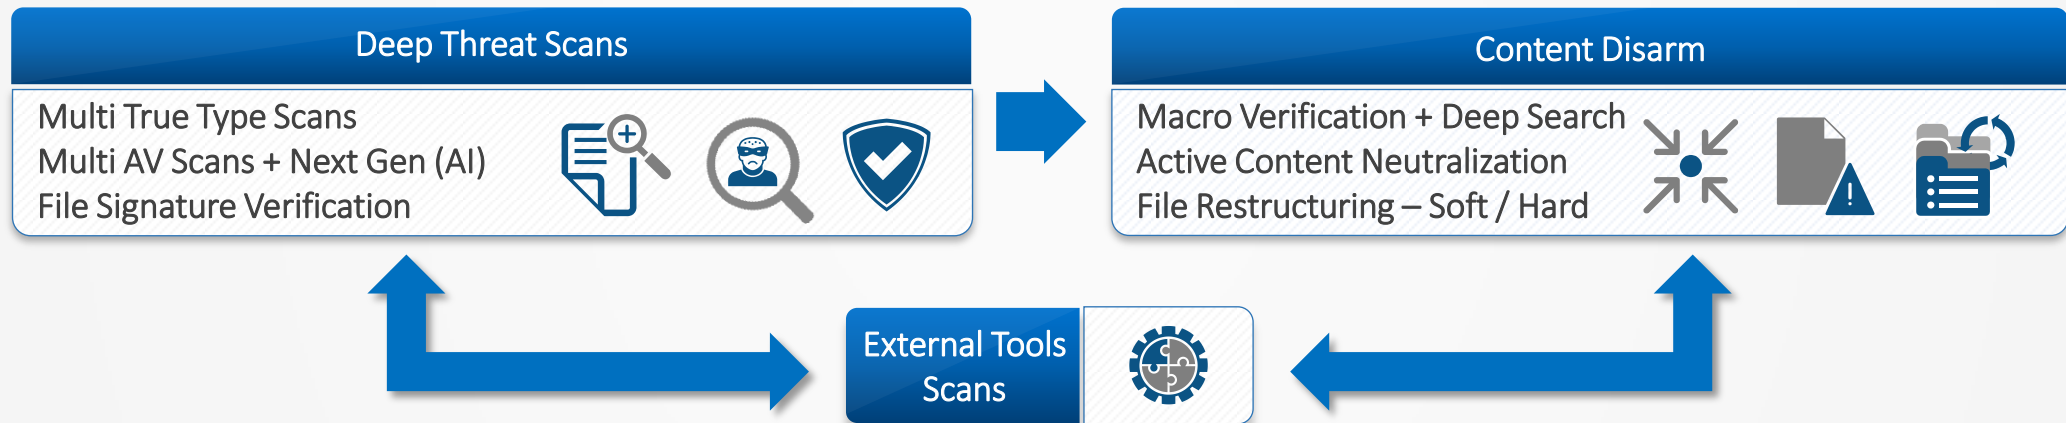 Deep Threat Scans
Multi True Type Scans
Multi AV Scans + Next Gen (AI)
File Signature Verification
Content Disarm
Macro Verification + Deep Search
Active Content Neutralization
File Restructuring – Soft / Hard
External Tools
Scans